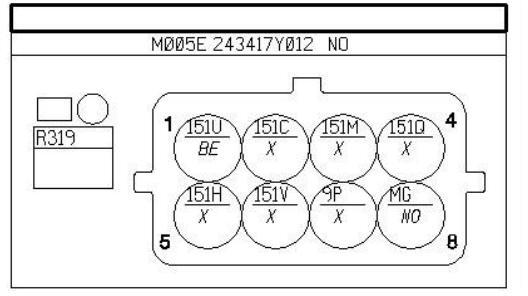 MØØ5E 243417YØ12 NO
R319
1 151U 151C 151M 151Q 4
BE X X X
151H 151V 9P MG
X X X NO
5 8